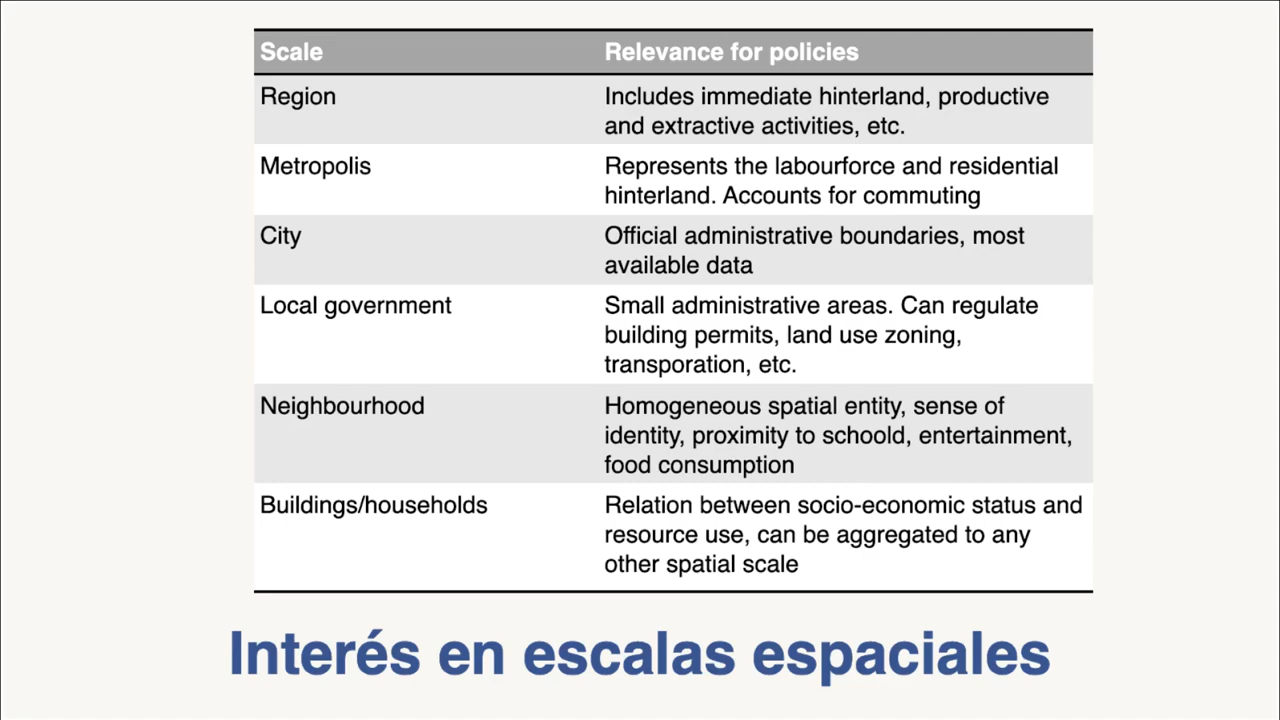 Scale Relevance for policies
Region Includes immediate hinterland, productive
and extractive activities, etc.
Metropolis Represents the labourforce and residential
hinterland. Accounts for commuting
City Official administrative boundaries, most
available data
Local government Small administrative areas. Can regulate
building permits, land use zoning,
transporation, etc.
Neighbourhood Homogeneous spatial entity, sense of
identity, proximity to schoold, entertainment,
food consumption
Buildings/households Relation between socio-economic status and
resource use, can be aggregated to any
other spatial scale
Interés en escalas espaciales